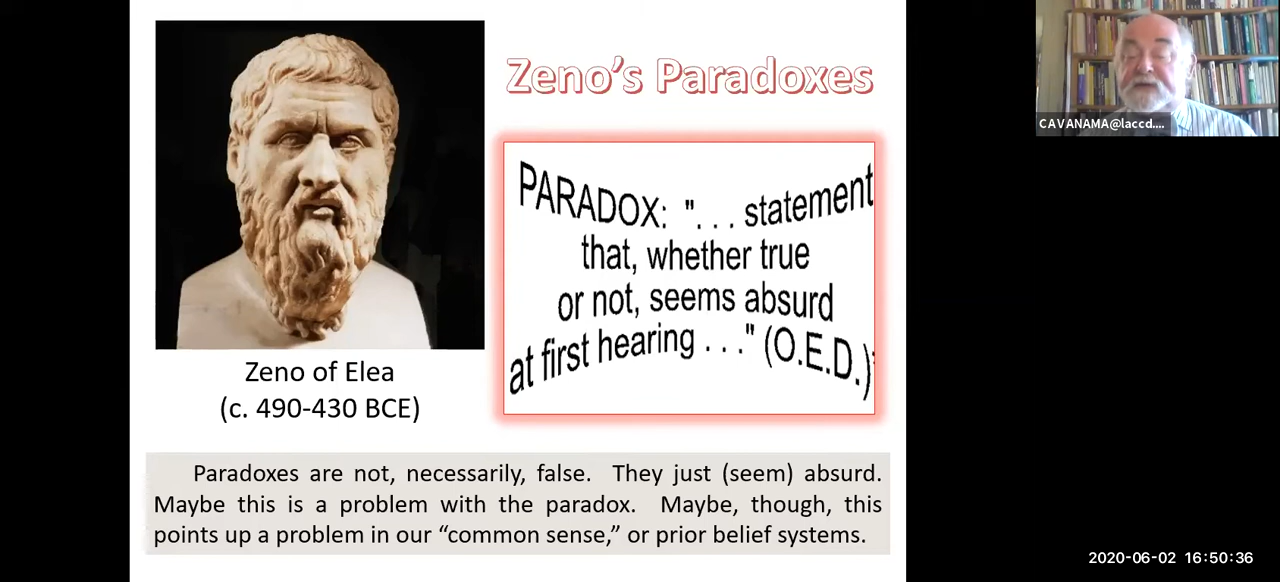 Zeno's Paradoxes
CAVANAMA@laccd....
PARADOX: ". . . statement
that, whether true
or not, seems absurd
at first hearing . . ." (O.E.D.)
Zeno of Elea
(c. 490-430 BCE)
Paradoxes are not, necessarily, false. They just (seem) absurd.
Maybe this is a problem with the paradox. Maybe, though, this
points up a problem in our “common sense,” or prior belief systems.
2020-06-02 16:50:36